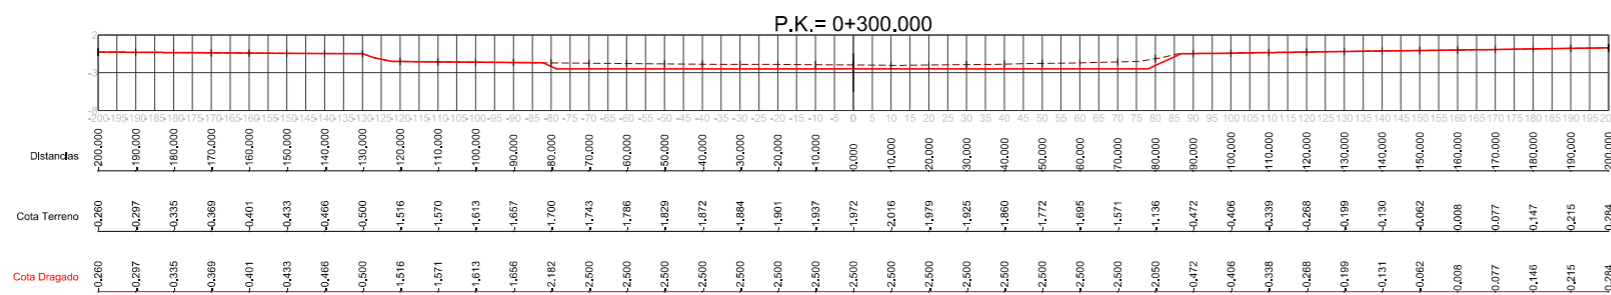 P.K.= 0+300.000
2
-3
-8
-200 -195 -190 -185 -180 -175 -170 -165 -160 -155 -150 -145 -140 -135 -130 -125 -120 -115 -110 -105 -100 -95 -90 -85 -80 -75 -70 -65 -60 -55 -50 -45 -40 -35 -30 -25 -20 -15 -10 -5 0 5 10 15 20 25 30 35 40 45 50 55 60 65 70 75 80 85 90 95 100 105 110 115 120 125 130 135 140 145 150 155 160 165 170 175 180 185 190 195 20
Distancias -200.000 -190.000 -180.000 -170.000 -160.000 -150.000 -140.000 -130.000 -120.000 -110.000 -100.000 -90.000 -80.000 -70.000 -60.000 -50.000 -40.000 -30.000 -20.000 -10.000 0.000 10.000 20.000 30.000 40.000 50.000 60.000 70.000 80.000 90.000 100.000 110.000 120.000 130.000 140.000 150.000 160.000 170.000 180.000 190.000 200.000
Cota Terreno -0.260 -0.297 -0.335 -0.369 -0.401 -0.433 -0.466 -0.500 -1.516 -1.570 -1.613 -1.657 -1.700 -1.743 -1.786 -1.829 -1.872 -1.884 -1.901 -1.937 -1.972 -2.016 -1.979 -1.925 -1.860 -1.772 -1.695 -1.571 -1.136 -0.472 -0.406 -0.339 -0.268 -0.199 -0.130 -0.062 0.008 0.077 0.147 0.215 0.284
Cota Dragado -0.260 -0.297 -0.335 -0.369 -0.401 -0.433 -0.466 -0.500 -1.516 -1.571 -1.613 -1.656 -2.182 -2.500 -2.500 -2.500 -2.500 -2.500 -2.500 -2.500 -2.500 -2.500 -2.500 -2.500 -2.500 -2.500 -2.500 -2.500 -2.050 -0.472 -0.406 -0.338 -0.268 -0.199 -0.131 -0.062 0.008 0.077 0.146 0.215 0.284